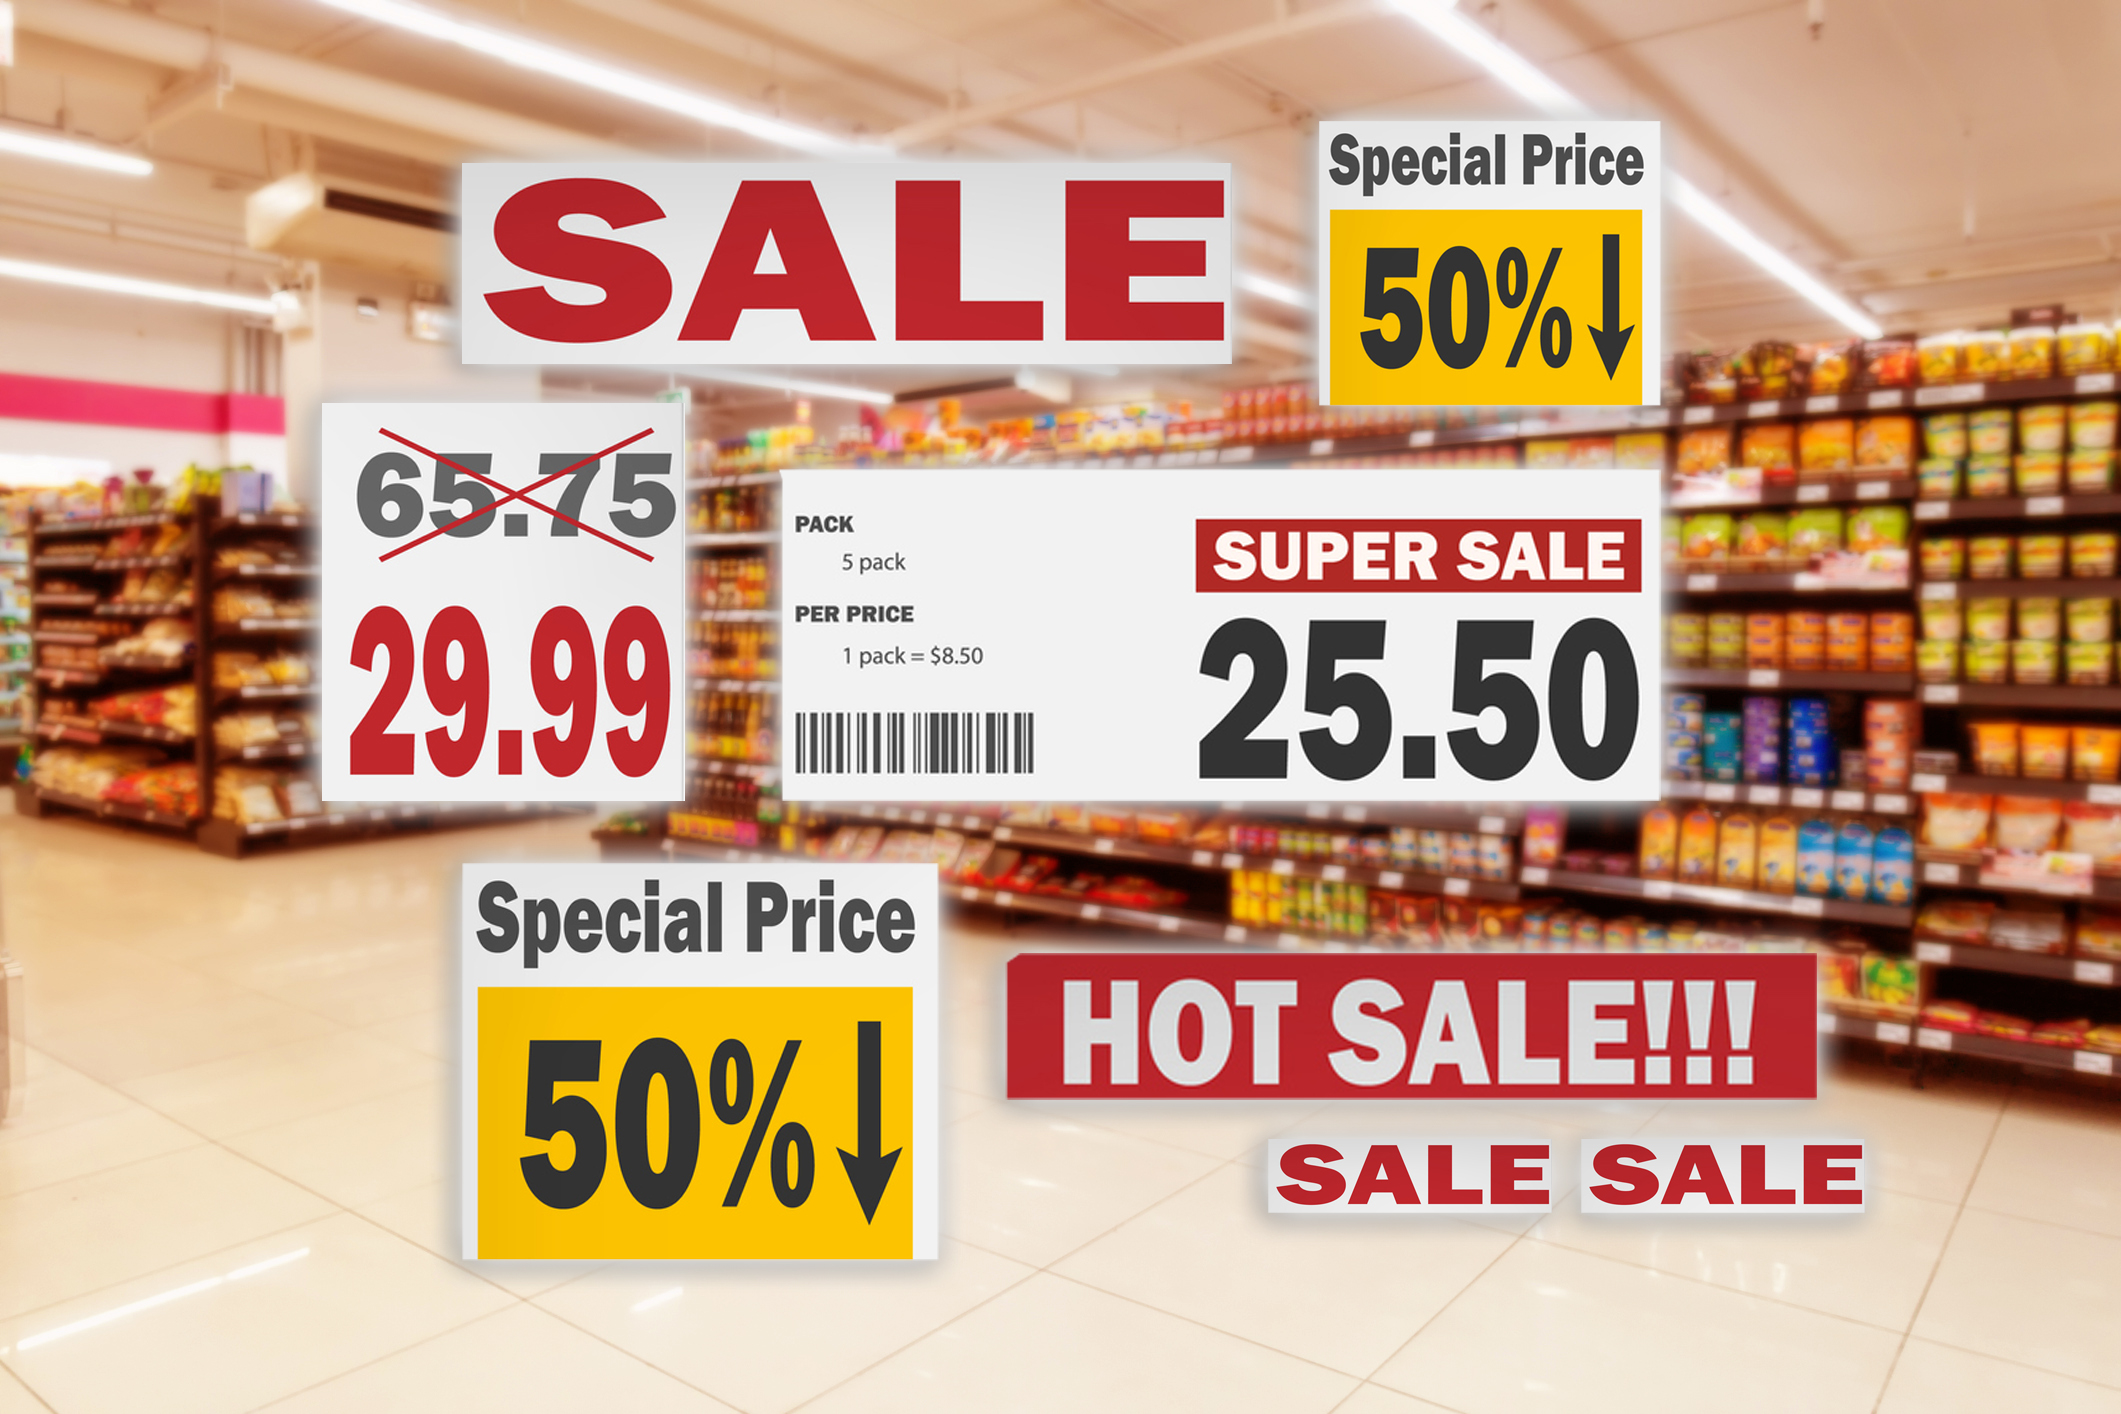 SALE
Special Price
50%↓
65.75
29.99
PACK
5 pack
PER PRICE
1 pack = $8.50
SUPER SALE
25.50
Special Price
50%↓
HOT SALE!!!
SALE SALE